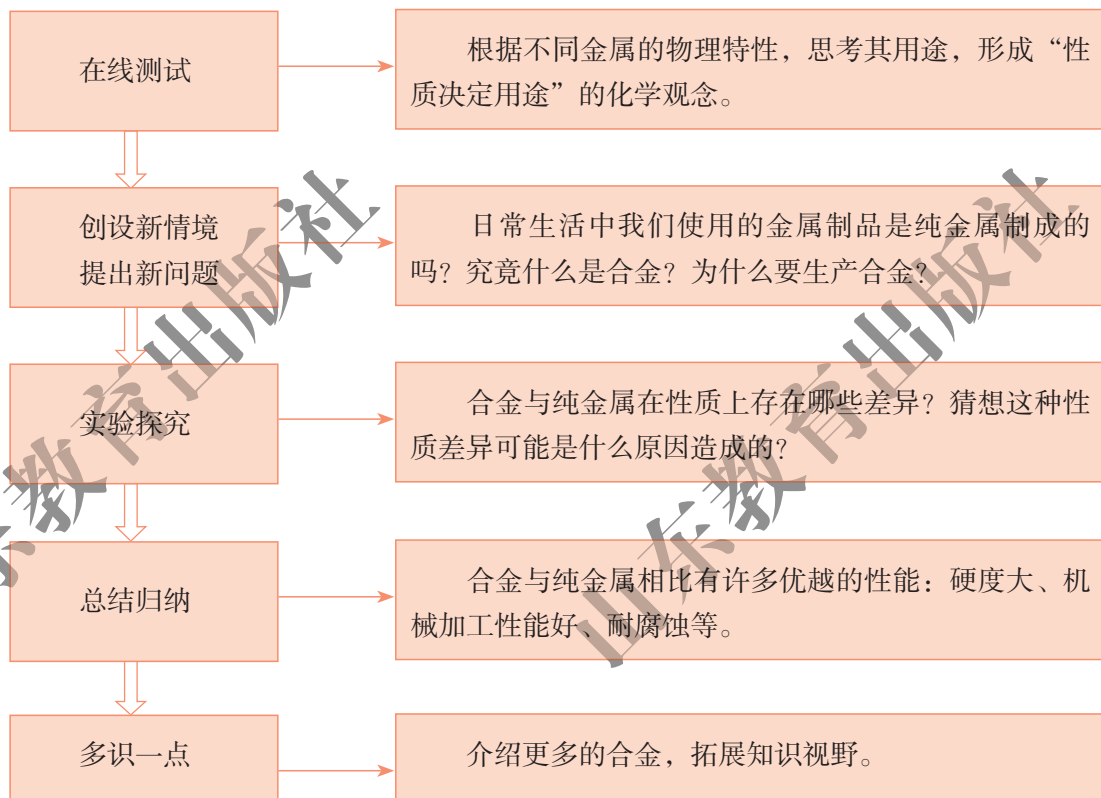 在线测试
根据不同金属的物理特性，思考其用途，形成“性
质决定用途”的化学观念。
创设新情境
提出新问题
日常生活中我们使用的金属制品是纯金属制成的
吗？究竟什么是合金？为什么要生产合金？
实验探究
合金与纯金属在性质上存在哪些差异？猜想这种性
质差异可能是什么原因造成的？
总结归纳
合金与纯金属相比有许多优越的性能：硬度大、机
械加工性能好、耐腐蚀等。
多识一点
介绍更多的合金，拓展知识视野。
东教育出版社
山东教育出版社